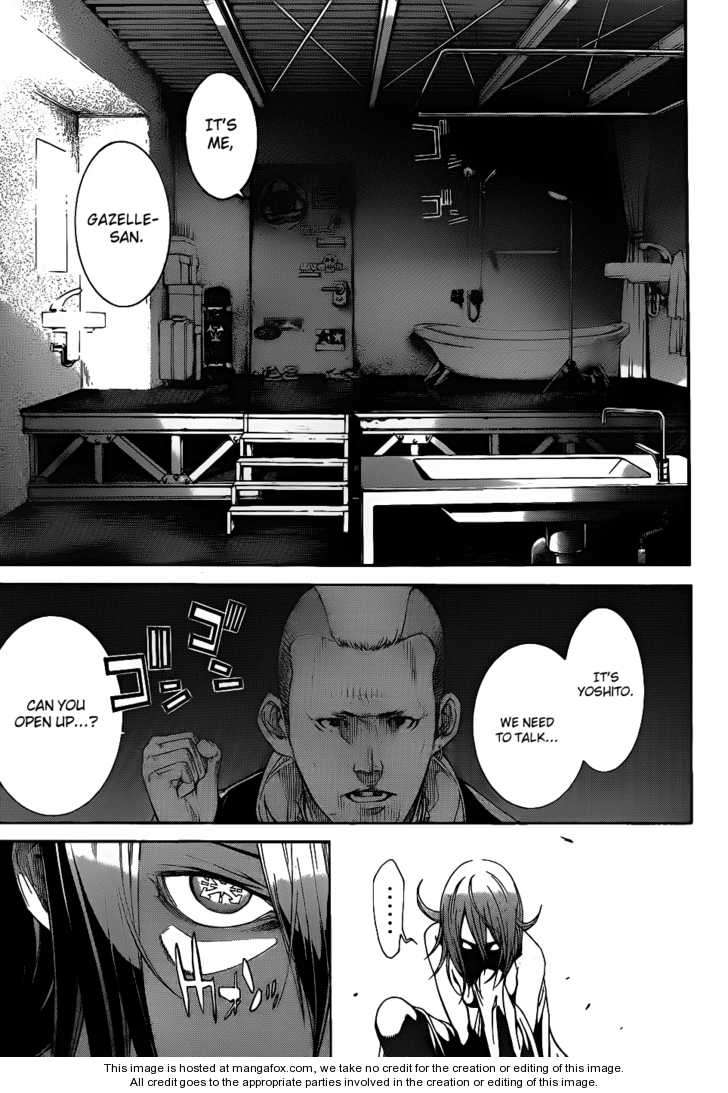 IT'S
ME,
GAZELLE-
SAN.
コン
コン
IT'S
YOSHITO.
WE NEED
TO TALK...
CAN YOU
OPEN UP...?
ゴン
ゴン
......
This image is hosted at mangafox.com, we take no credit for the creation or editing of this image.
All credit goes to the appropriate parties involved in the creation or editing of this image.